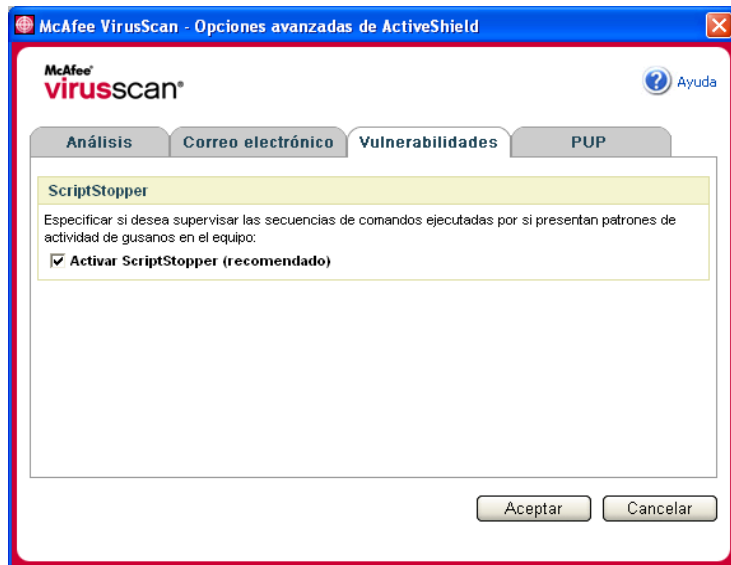 McAfee VirusScan - Opciones avanzadas de ActiveShield
McAfee®
virusscan®
? Ayuda
Análisis
Correo electrónico
Vulnerabilidades
PUP
ScriptStopper
Especificar si desea supervisar las secuencias de comandos ejecutadas por si presentan patrones de
actividad de gusanos en el equipo:
Activar ScriptStopper (recomendado)
Aceptar
Cancelar